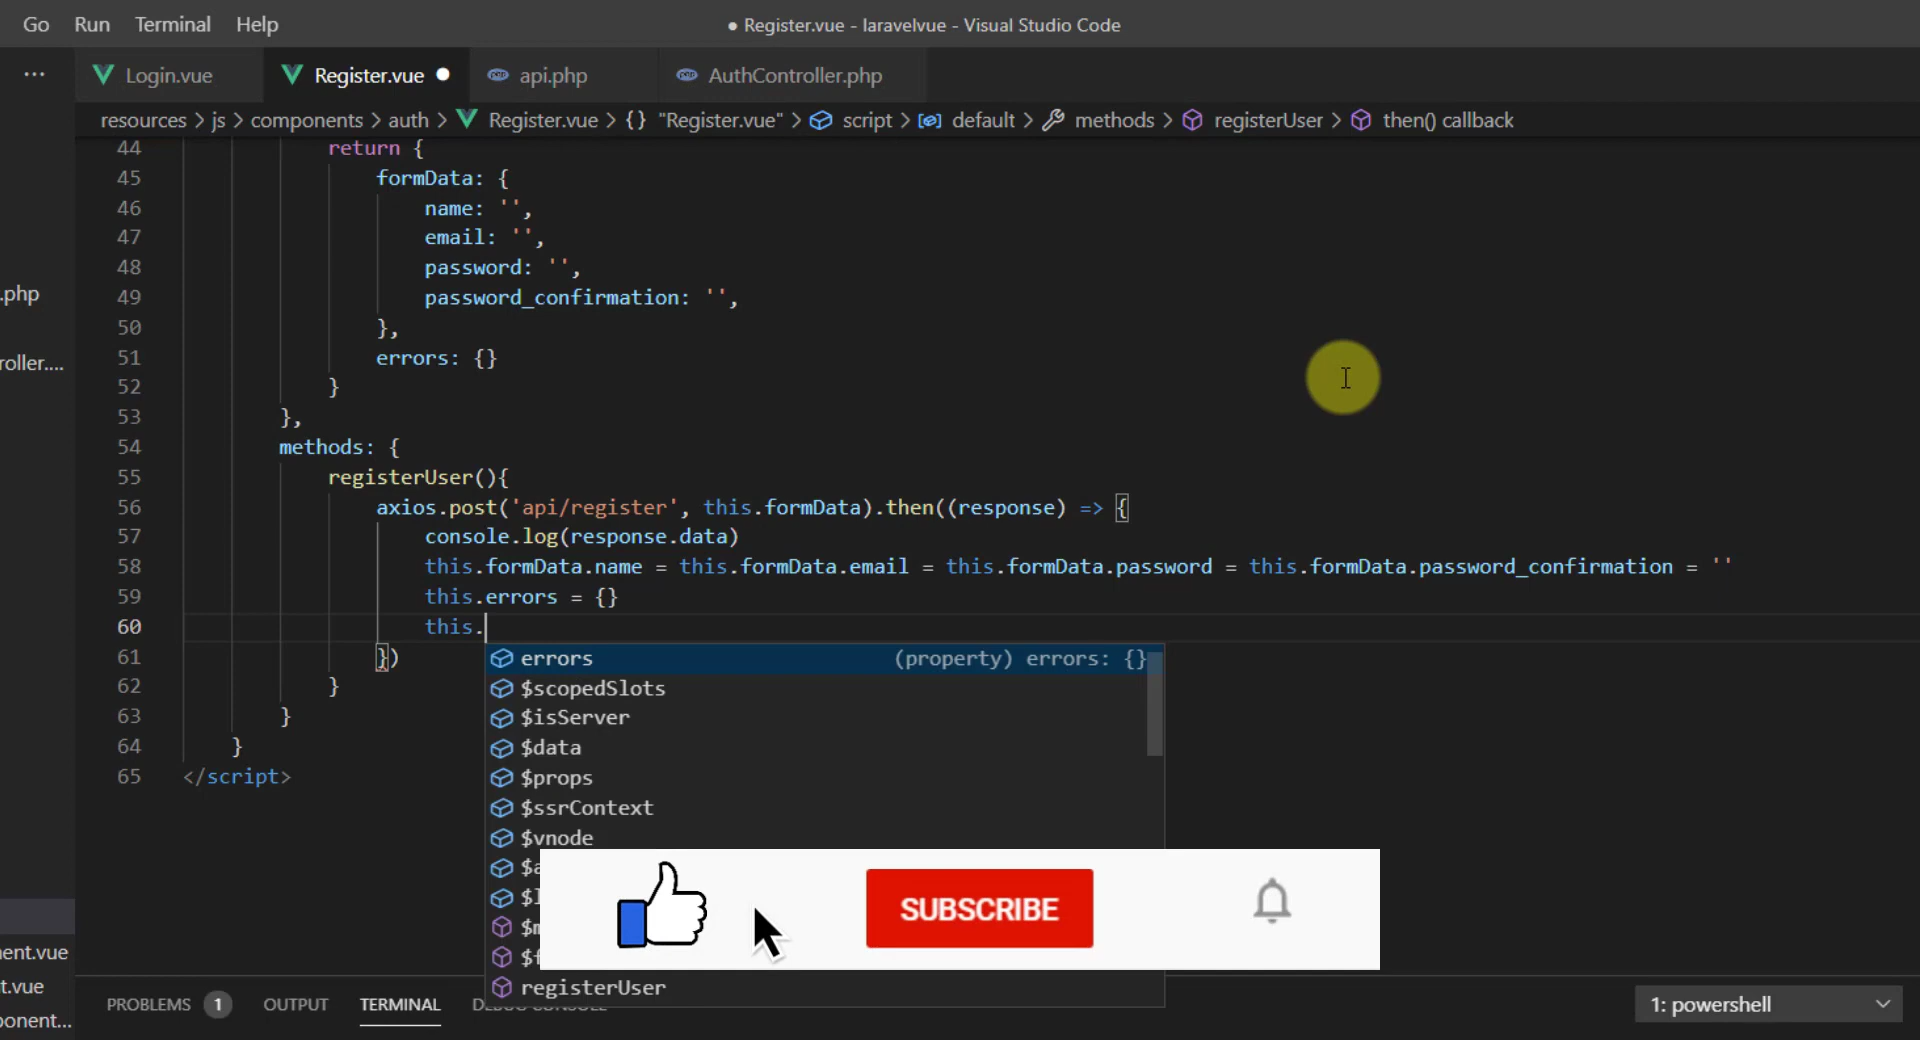 Go Run Terminal Help
● Register.vue - laravelvue - Visual Studio Code
··· Login.vue Register.vue ● api.php AuthController.php
resources > js > components > auth > Register.vue > {} "Register.vue" > script > default > methods > registerUser > then() callback
44 return {
45 formData: {
46 name: '',
47 email: '',
48 password: '',
.php
49 password_confirmation: '',
50 },
51 errors: {}
roller....
52 }
53 },
54 methods: {
55 registerUser(){
56 axios.post('api/register', this.formData).then((response) => {
57 console.log(response.data)
58 this.formData.name = this.formData.email = this.formData.password = this.formData.password_confirmation = ''
59 this.errors = {}
60 this.
61 })
62 }
63 }
64 }
65 </script>
errors (property) errors: {}
$scopedSlots
$isServer
$data
$props
$ssrContext
$vnode
SUBSCRIBE
registerUser
ent.vue
t.vue
ponent...
PROBLEMS 1 OUTPUT TERMINAL
1: powershell